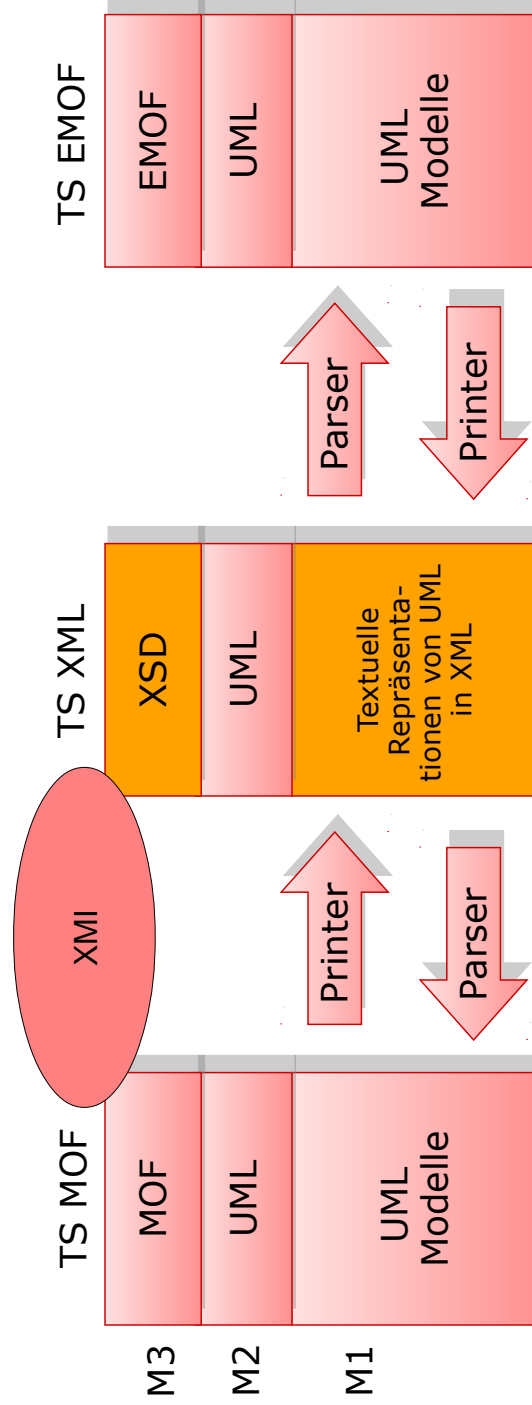 TS MOF
TS XML
TS EMOF
XMI
M3
MOF
XSD
EMOF
M2
UML
UML
UML
M1
UML
Modelle
Printer
Parser
Textuelle
Repräsenta-
tionen von UML
in XML
Parser
Printer
UML
Modelle